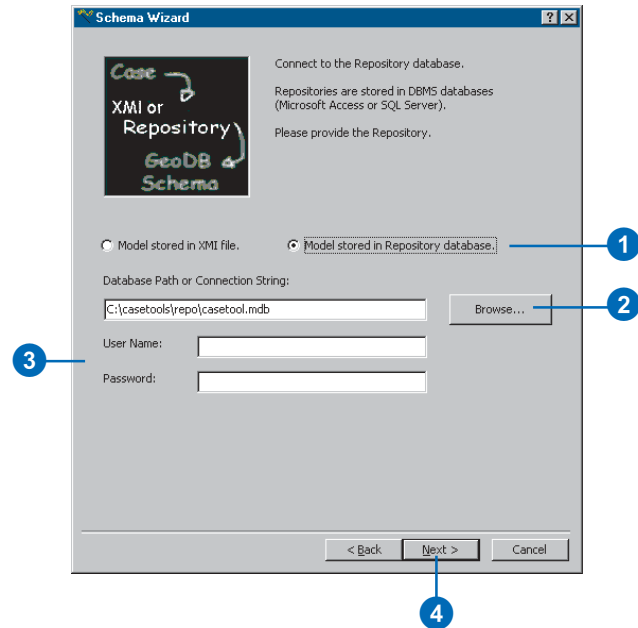 Schema Wizard
Case
XMI or
Repository
GeoDB
Schema
Connect to the Repository database.
Repositories are stored in DBMS databases
(Microsoft Access or SQL Server).
Please provide the Repository.
Model stored in XMI file.
Model stored in Repository database.
1
Database Path or Connection String:
C:\casetools\repo\casetool.mdb
Browse...
2
User Name:
3
Password:
< Back
Next >
Cancel
4